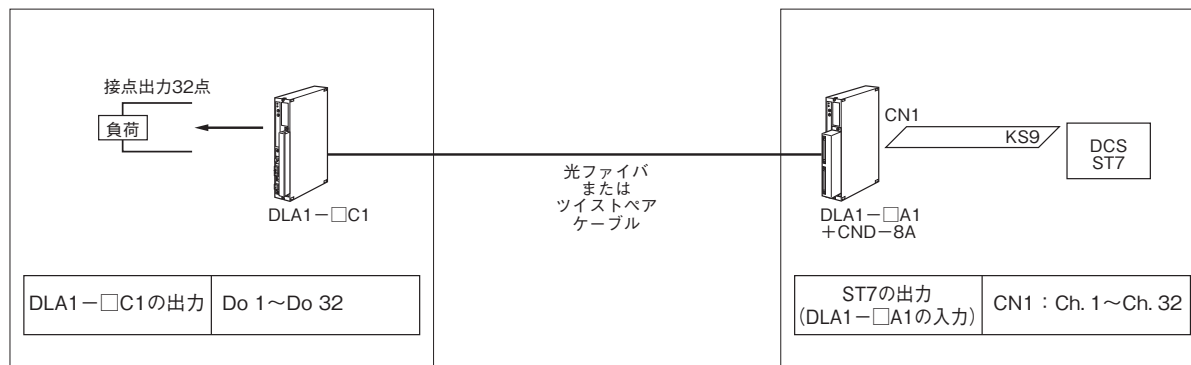 接点出力32点
負荷
DLA1－□C1
光ファイバ
または
ツイストペア
ケーブル
CN1
KS9
DCS
ST7
DLA1－□A1
＋CND－8A
DLA1－□C1の出力 Do 1～Do 32
ST7の出力
(DLA1－□A1の入力) CN1：Ch. 1～Ch. 32